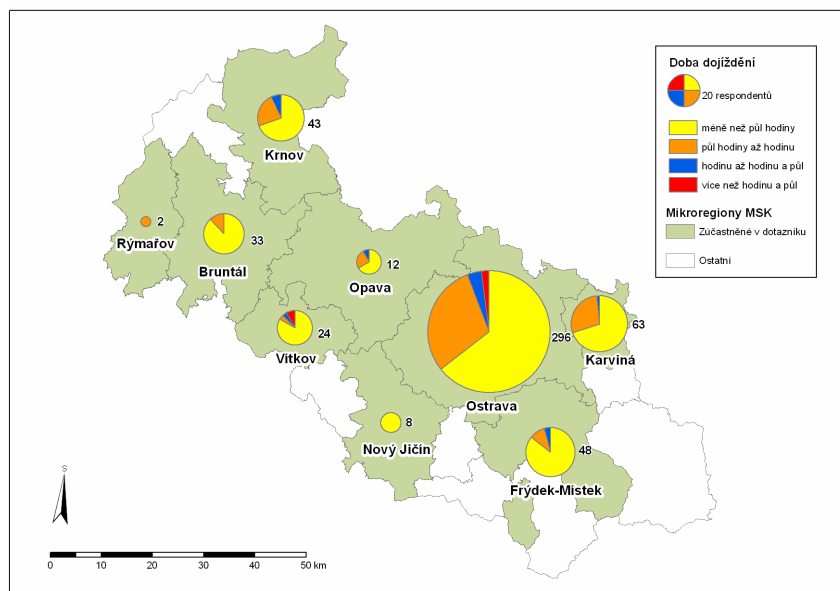 Doba dojíždění
20 respondentů
méně než půl hodiny
půl hodiny až hodinu
hodinu až hodinu a půl
více než hodinu a půl
Mikroregiony MSK
Zúčastněné v dotazníku
Ostatní
43
Krnov
2
Rýmařov
33
Bruntál
12
Opava
24
Vítkov
296
Ostrava
63
Karviná
8
Nový Jičín
48
Frýdek-Místek
S
0 10 20 30 40 50 km